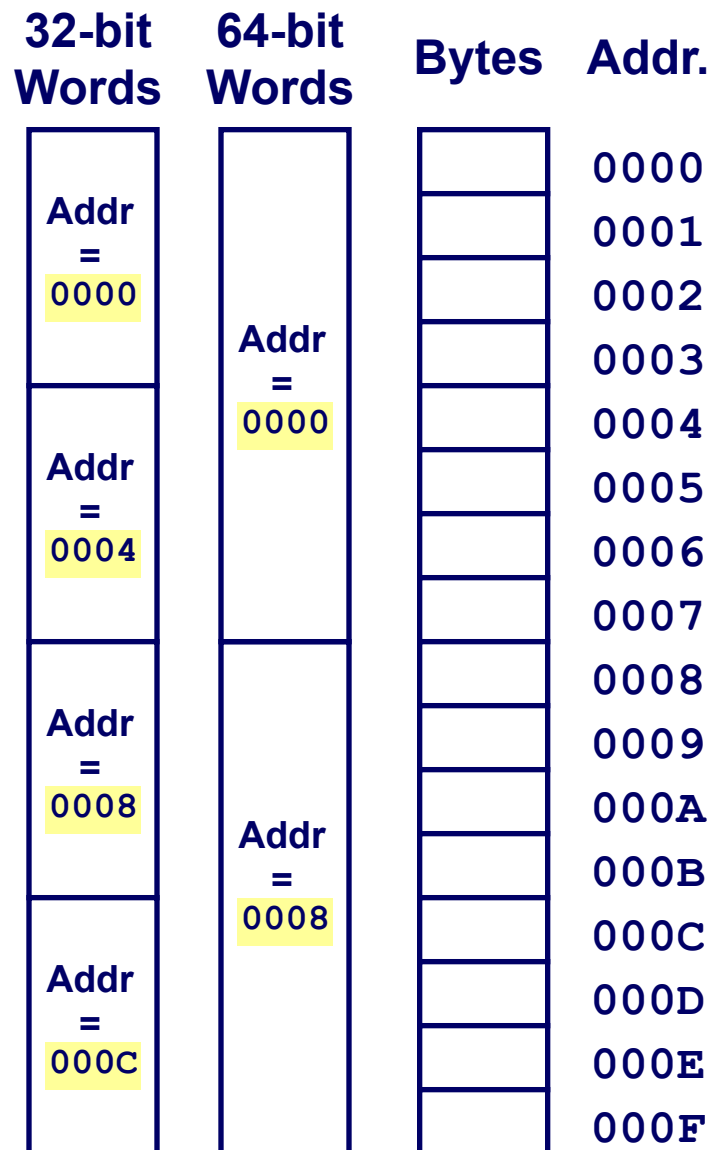 32-bit
Words
64-bit
Words
Bytes
Addr.
Addr
=
0000
Addr
=
0004
Addr
=
0008
Addr
=
000C
Addr
=
0000
Addr
=
0008
0000
0001
0002
0003
0004
0005
0006
0007
0008
0009
000A
000B
000C
000D
000E
000F